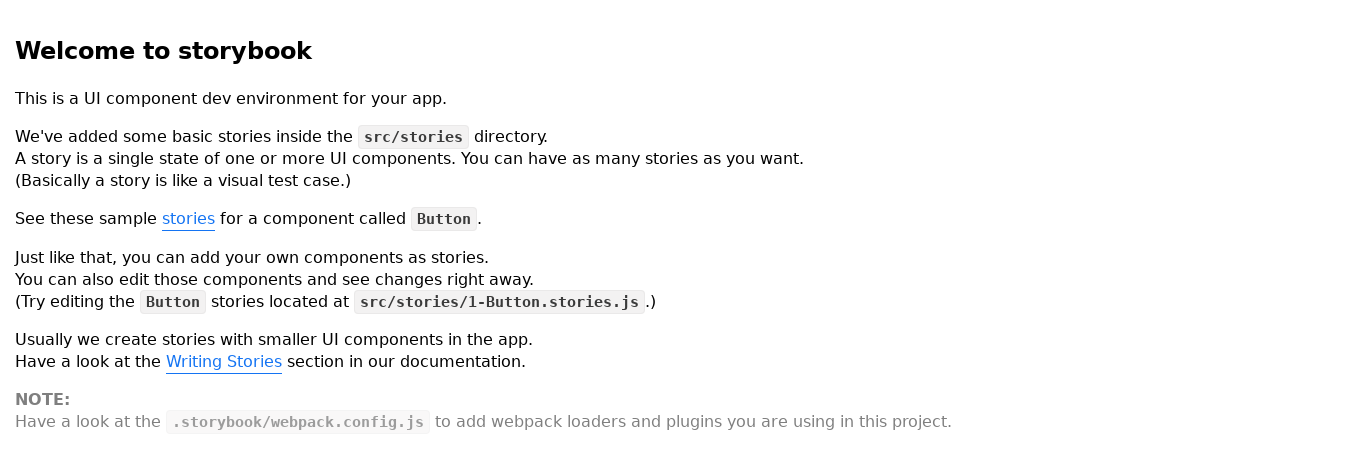 Welcome to storybook
This is a UI component dev environment for your app.
We've added some basic stories inside the src/stories directory.
A story is a single state of one or more UI components. You can have as many stories as you want.
(Basically a story is like a visual test case.)
See these sample stories for a component called Button.
Just like that, you can add your own components as stories.
You can also edit those components and see changes right away.
(Try editing the Button stories located at src/stories/1-Button.stories.js.)
Usually we create stories with smaller UI components in the app.
Have a look at the Writing Stories section in our documentation.
NOTE:
Have a look at the .storybook/webpack.config.js to add webpack loaders and plugins you are using in this project.